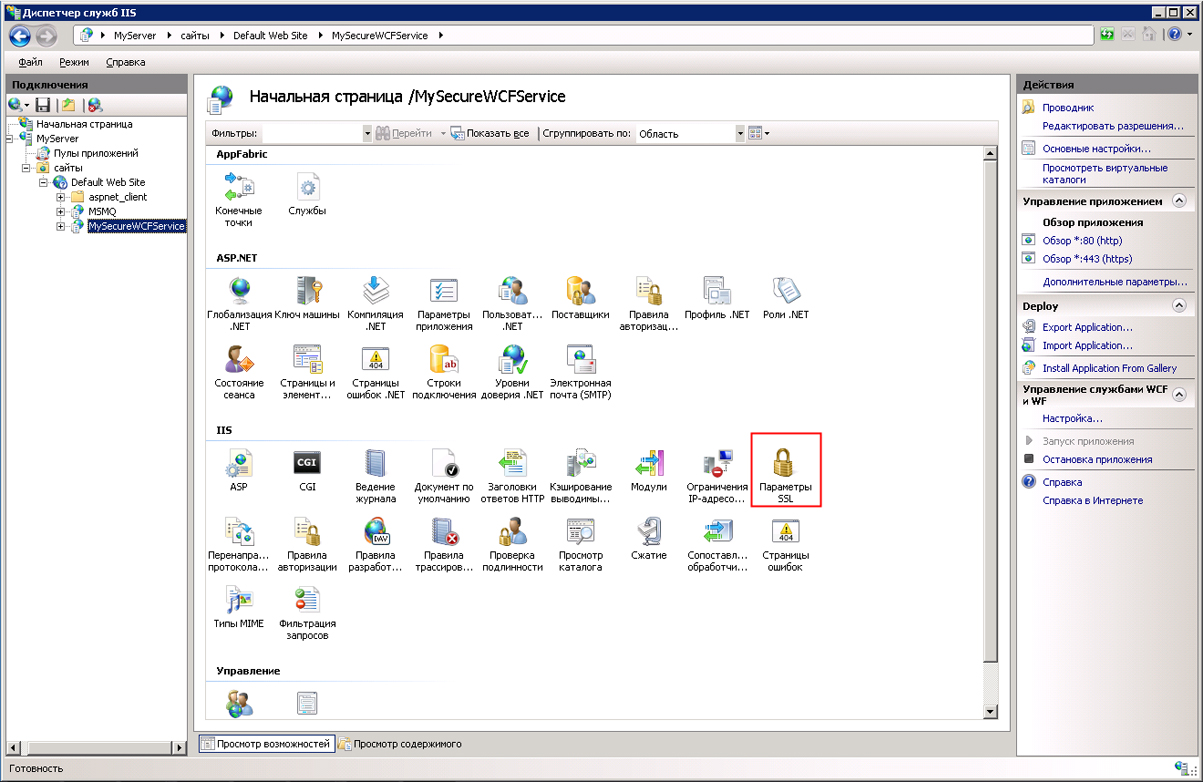 Диспетчер служб IIS
MyServer сайты Default Web Site MySecureWCFService
Файл Режим Справка
Подключения
Начальная страница
MyServer
Пулы приложений
сайты
Default Web Site
aspnet_client
MSMQ
MySecureWCFService
Начальная страница /MySecureWCFService
Фильтры: Перейти Показать все Сгруппировать по: Область
AppFabric
Конечные точки
Службы
ASP.NET
Глобализация .NET
Ключ машины
Компиляция .NET
Параметры приложения
Пользоват... .NET
Поставщики
Правила авторизац...
Профиль .NET
Роли .NET
Состояние сеанса
Страницы и элемент...
Страницы ошибок .NET
Строки подключения
Уровни доверия .NET
Электронная почта (SMTP)
IIS
ASP
CGI
CGI
Ведение журнала
Документ по умолчанию
Заголовки ответов HTTP
Кэширование выводимы...
Модули
Ограничения IP-адресо...
Параметры SSL
Перенапра... протокола...
Правила авторизации
DAV
Правила разработ...
Правила трассиров...
Проверка подлинности
Просмотр каталога
Сжатие
Сопоставл... обработчи...
404
Страницы ошибок
Типы MIME
Фильтрация запросов
Управление
Просмотр возможностей Просмотр содержимого
Действия
Проводник
Редактировать разрешения...
Основные настройки...
Просмотреть виртуальные
каталоги
Управление приложением
Обзор приложения
Обзор *:80 (http)
Обзор *:443 (https)
Дополнительные параметры...
Deploy
Export Application...
Import Application...
Install Application From Gallery
Управление службами WCF
и WF
Настройка...
Запуск приложения
Остановка приложения
Справка
Справка в Интернете
Готовность